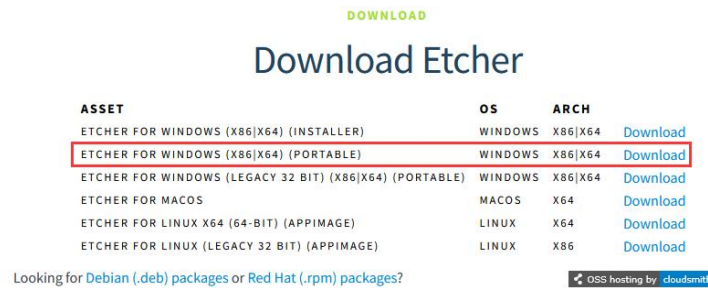 DOWNLOAD
Download Etcher
ASSET OS ARCH
ETCHER FOR WINDOWS (X86|X64) (INSTALLER) WINDOWS X86|X64 Download
ETCHER FOR WINDOWS (X86|X64) (PORTABLE) WINDOWS X86|X64 Download
ETCHER FOR WINDOWS (LEGACY 32 BIT) (X86|X64) (PORTABLE) WINDOWS X86|X64 Download
ETCHER FOR MACOS MACOS X64 Download
ETCHER FOR LINUX X64 (64-BIT) (APPIMAGE) LINUX X64 Download
ETCHER FOR LINUX (LEGACY 32 BIT) (APPIMAGE) LINUX X86 Download
Looking for Debian (.deb) packages or Red Hat (.rpm) packages? OSS hosting by cloudsmith